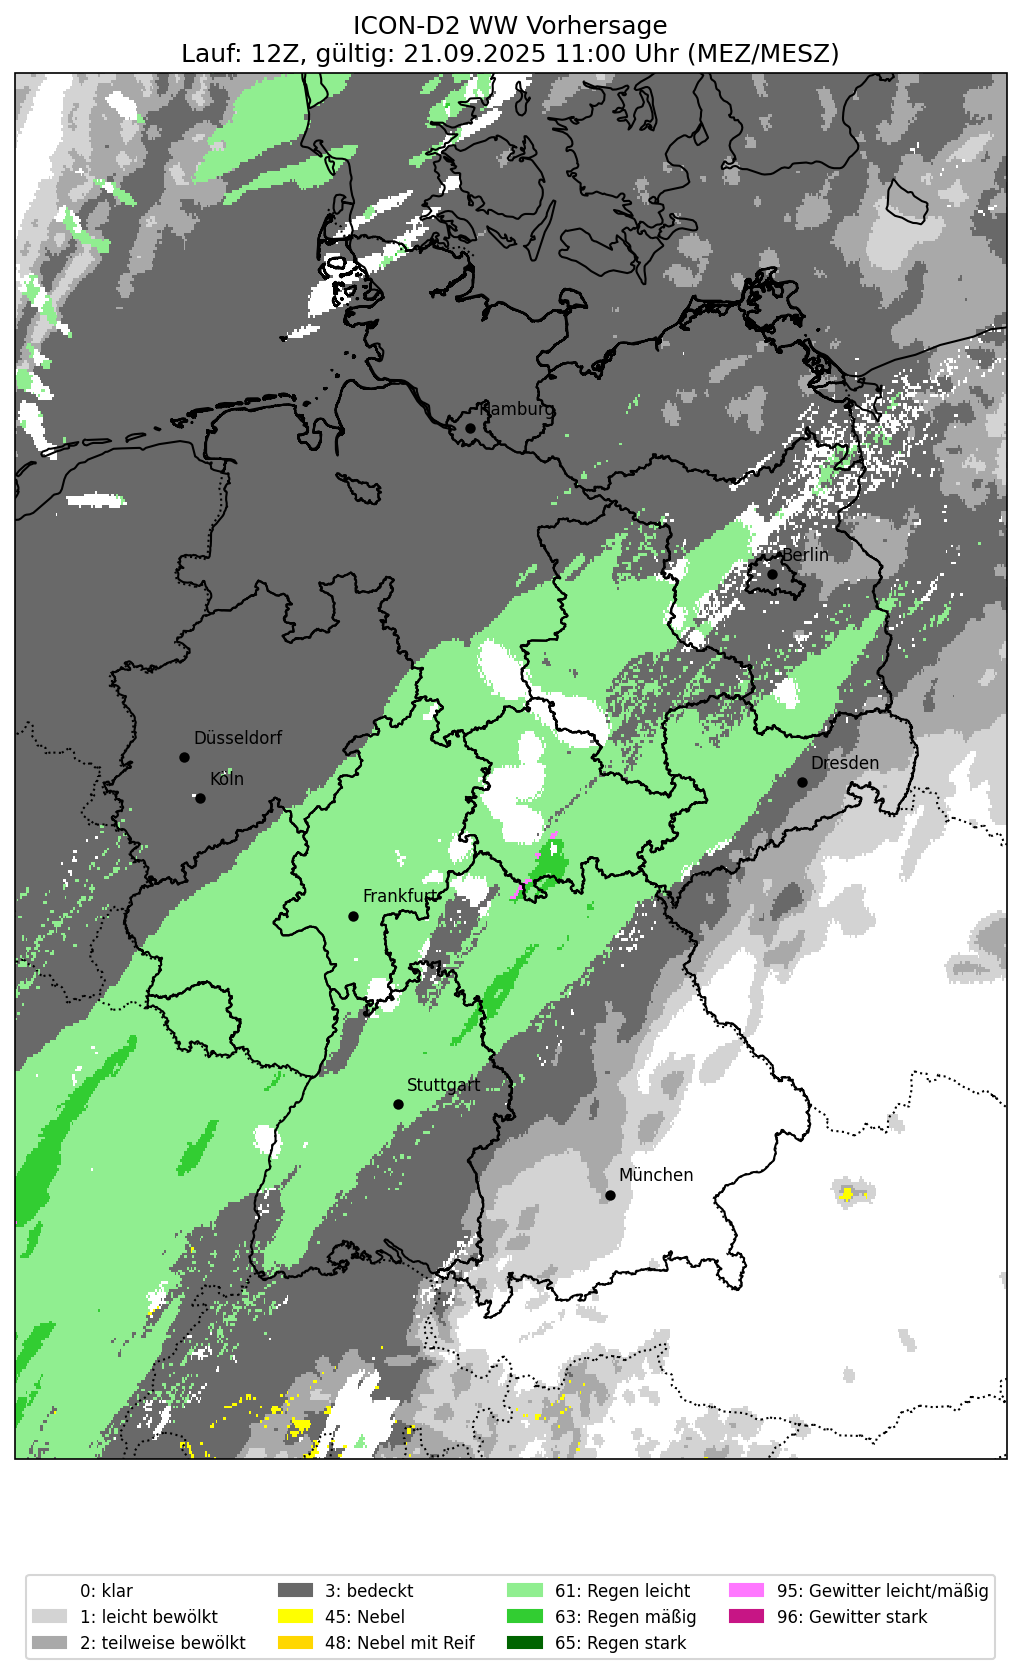 ICON-D2 WW Vorhersage
Lauf: 12Z, gültig: 21.09.2025 11:00 Uhr (MEZ/MESZ)
Hamburg
Berlin
Düsseldorf
Köln
Dresden
Frankfurt
Stuttgart
München
0: klar
1: leicht bewölkt
2: teilweise bewölkt
3: bedeckt
45: Nebel
48: Nebel mit Reif
61: Regen leicht
63: Regen mäßig
65: Regen stark
95: Gewitter leicht/mäßig
96: Gewitter stark